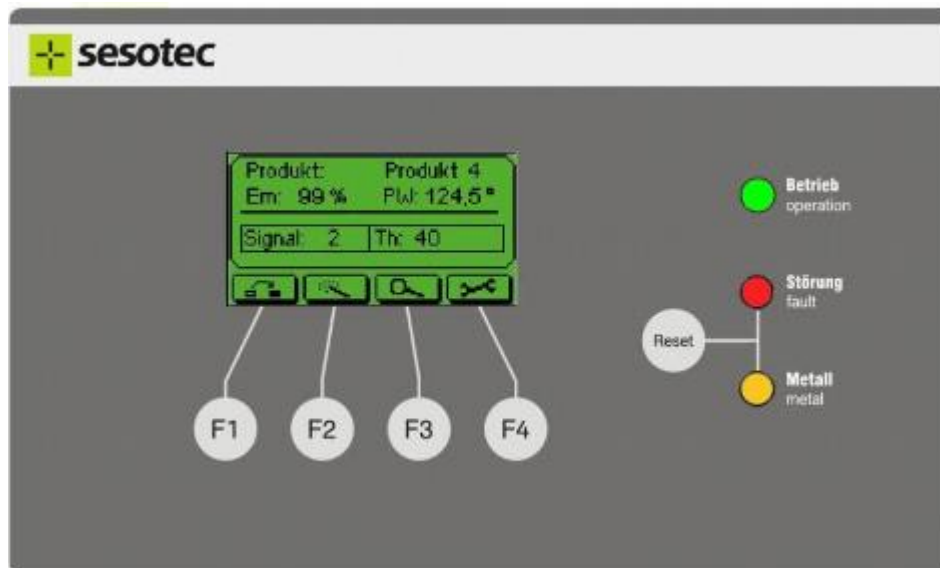 sesotec
Produkt: Produkt 4
Em: 99 % PW: 124,5 °
Signal: 2 Th: 40
F1 F2 F3 F4
Betrieb
operation
Störung
fault
Reset
Metall
metal